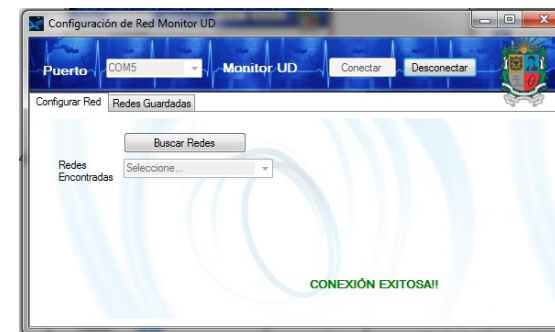 Configuración de Red Monitor UD
Puerto COM5 Monitor UD Conectar Desconectar
Configurar Red Redes Guardadas
Buscar Redes
Redes Seleccione...
Encontradas
CONEXIÓN EXITOSA!!